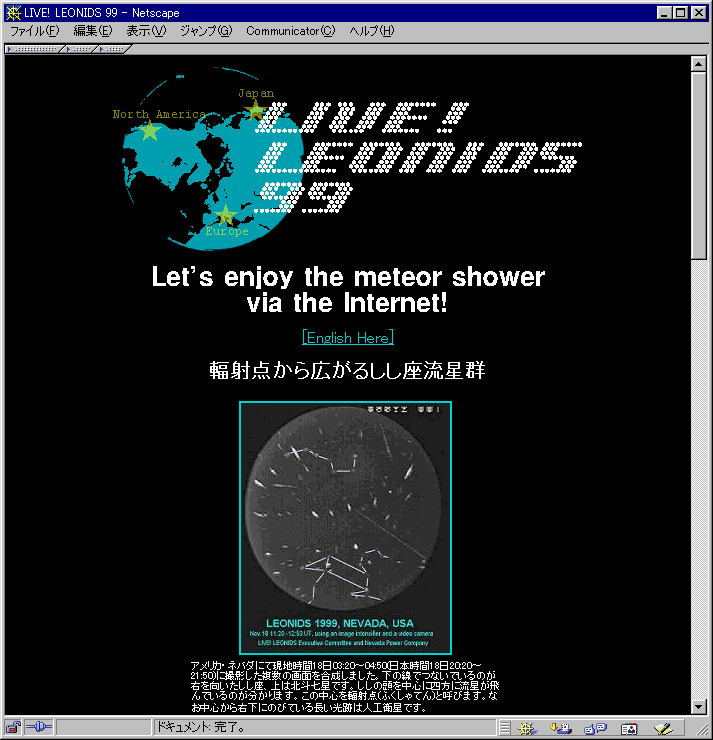 LIVE! LEONIDS 99 - Netscape
ファイル(F) 編集(E) 表示(V) ジャンプ(G) Communicator(C) ヘルプ(H)
Japan
North America
Europe
LIVE!
LEONIDS
99
Let's enjoy the meteor shower
via the Internet!
[English Here]
輻射点から広がるしし座流星群
LEONIDS 1999, NEVADA, USA
Nov.18 11:20 -12:50 UT, using an image intensifier and a video camera
LIVE! LEONIDS Executive Committee and Nevada Power Company
アメリカ・ネバダにて現地時間18日03:20～04:50(日本時間18日20:20～
21:50)に撮影した複数の画面を合成しました。下の線でつないでいるのが
右を向いたしし座、上は北斗七星です。ししの頭を中心に四方に流星が飛
んでいるのが分かります。この中心を輻射点(ふくしゃてん)と呼びます。な
お中心から右下にのびている長い光跡は人工衛星です。
ドキュメント: 完了。